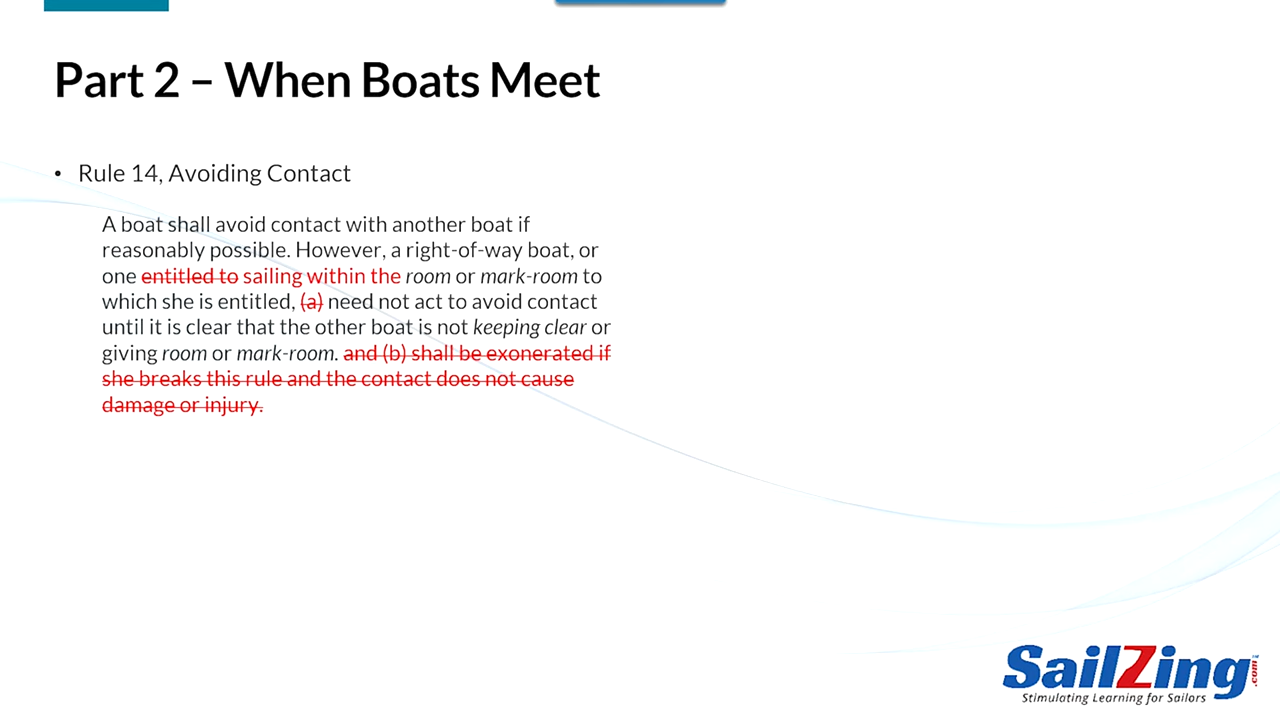 Part 2 – When Boats Meet
• Rule 14, Avoiding Contact
A boat shall avoid contact with another boat if
reasonably possible. However, a right-of-way boat, or
one entitled to sailing within the room or mark-room to
which she is entitled, (a) need not act to avoid contact
until it is clear that the other boat is not keeping clear or
giving room or mark-room. and (b) shall be exonerated if
she breaks this rule and the contact does not cause
damage or injury.
SailZing.com
Stimulating Learning for Sailors